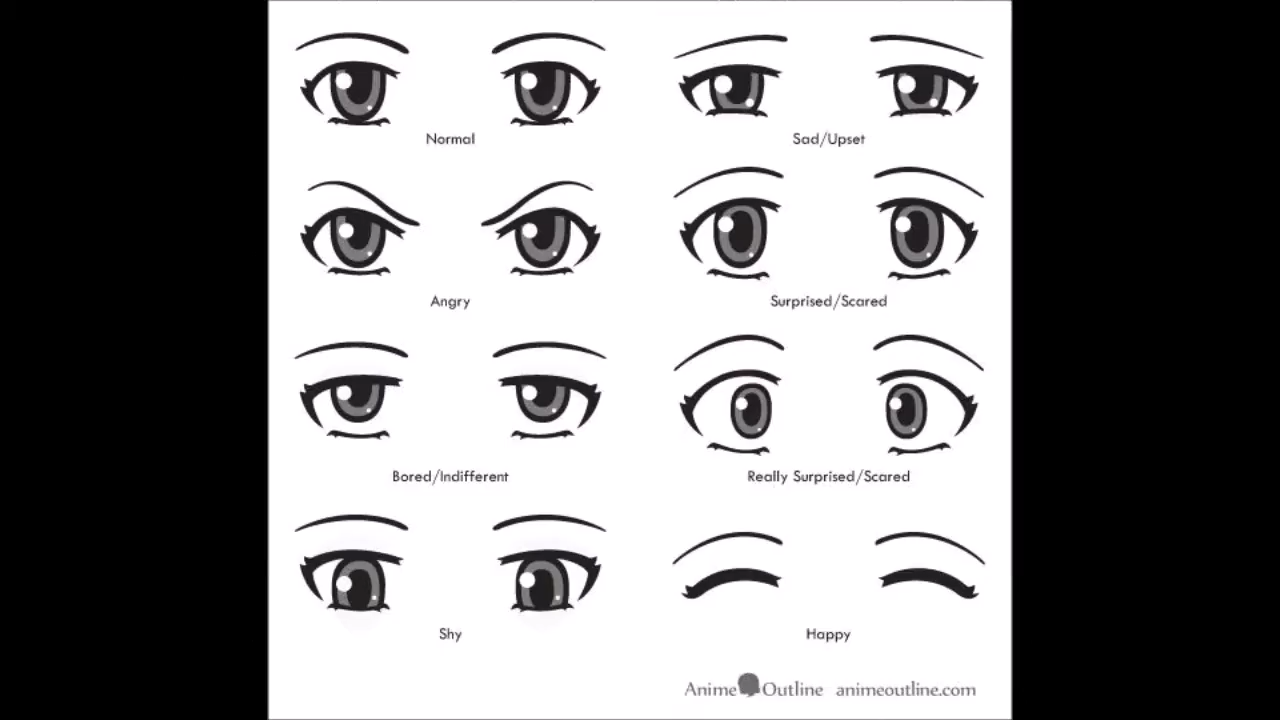 Normal
Sad/Upset
Angry
Surprised/Scared
Bored/Indifferent
Really Surprised/Scared
Shy
Happy
Anime Outline animeoutline.com